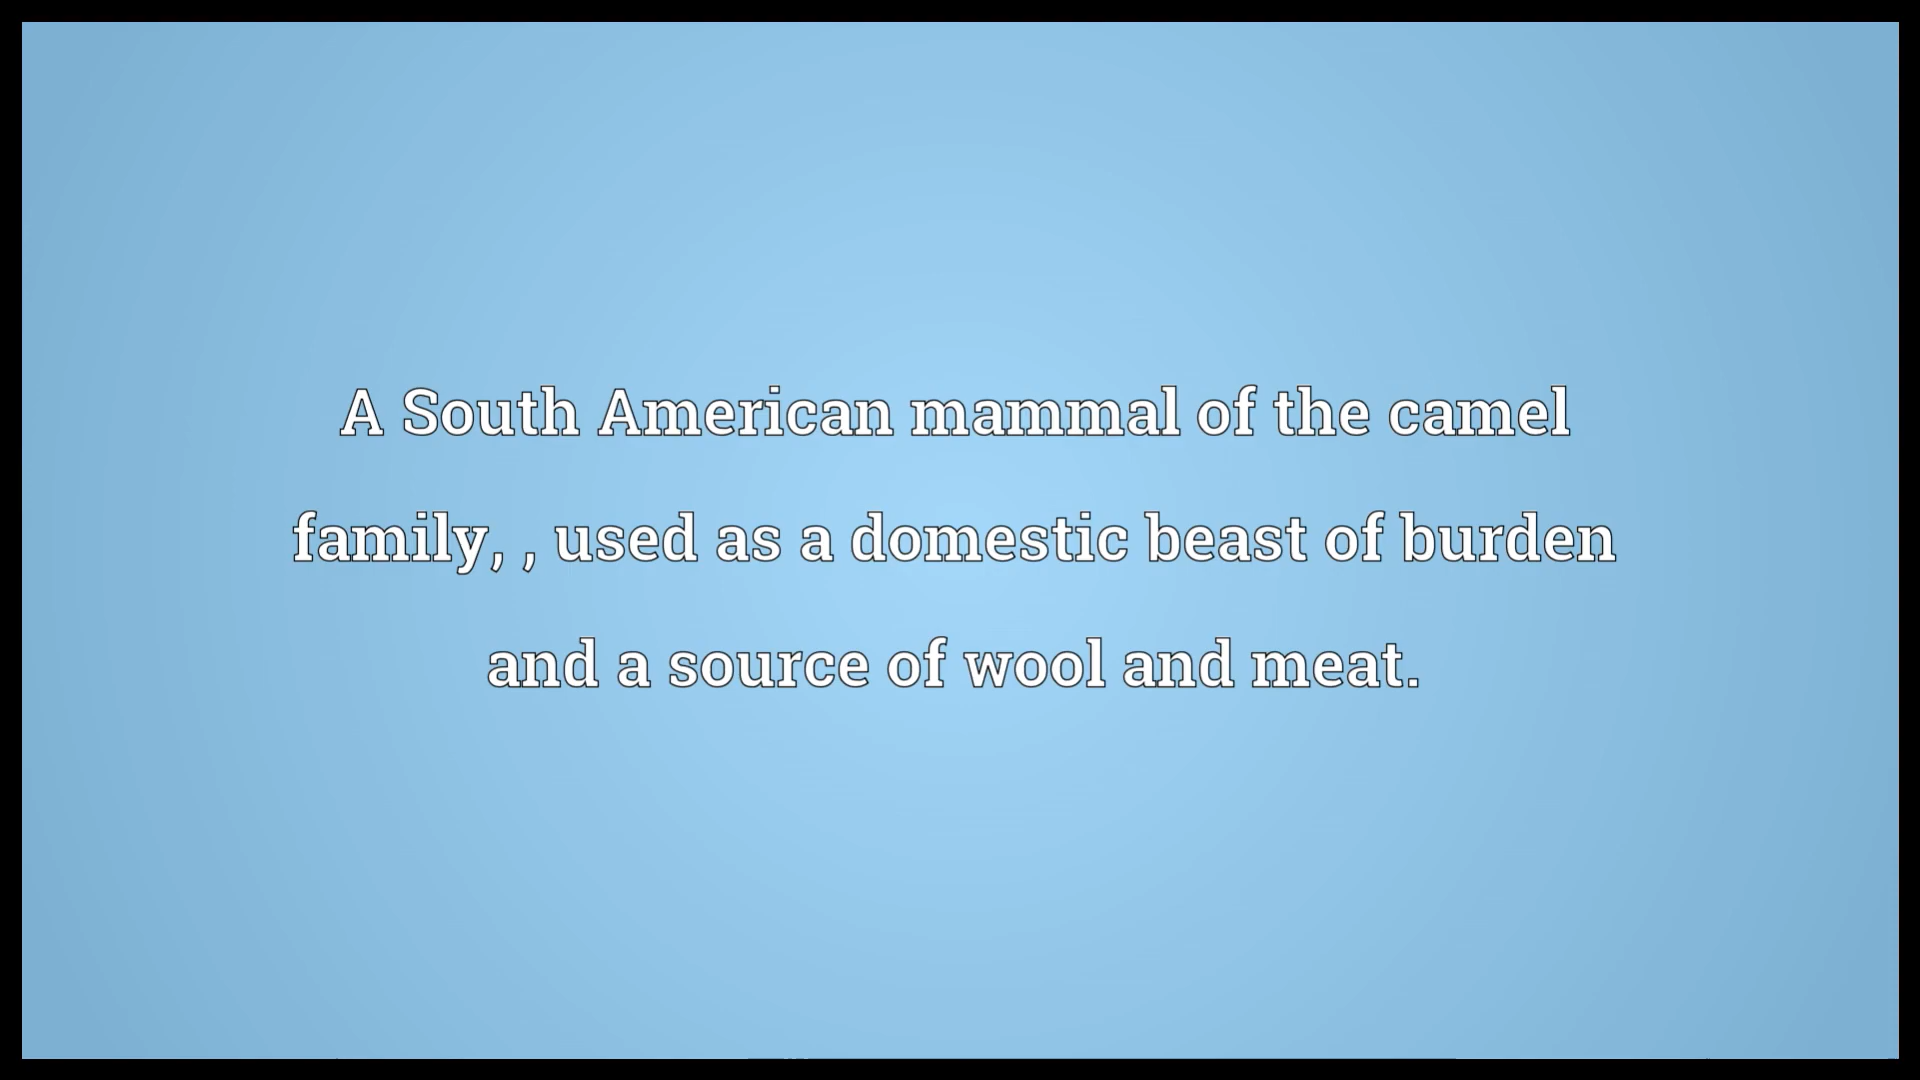 A South American mammal of the camel
family, , used as a domestic beast of burden
and a source of wool and meat.